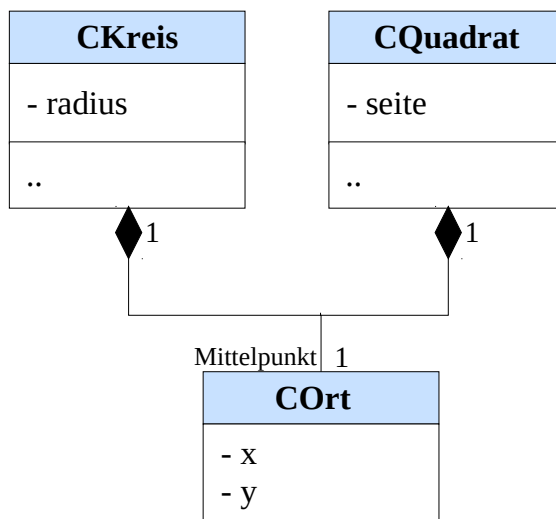 CKreis
- radius
..
1
CQuadrat
- seite
..
1
Mittelpunkt 1
COrt
- x
- y